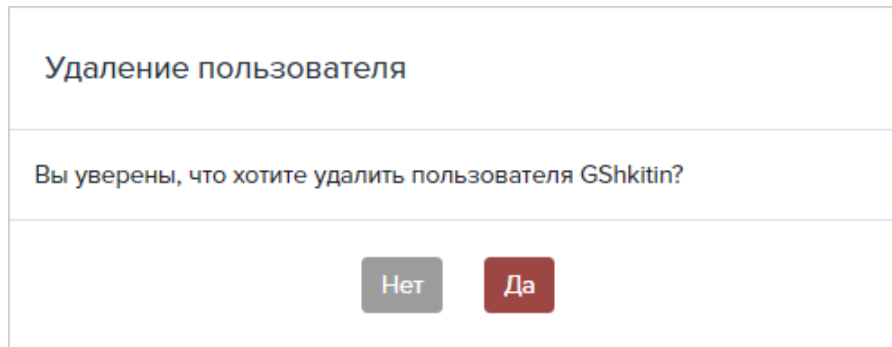 Удаление пользователя
Вы уверены, что хотите удалить пользователя GShkitin?
Нет
Да